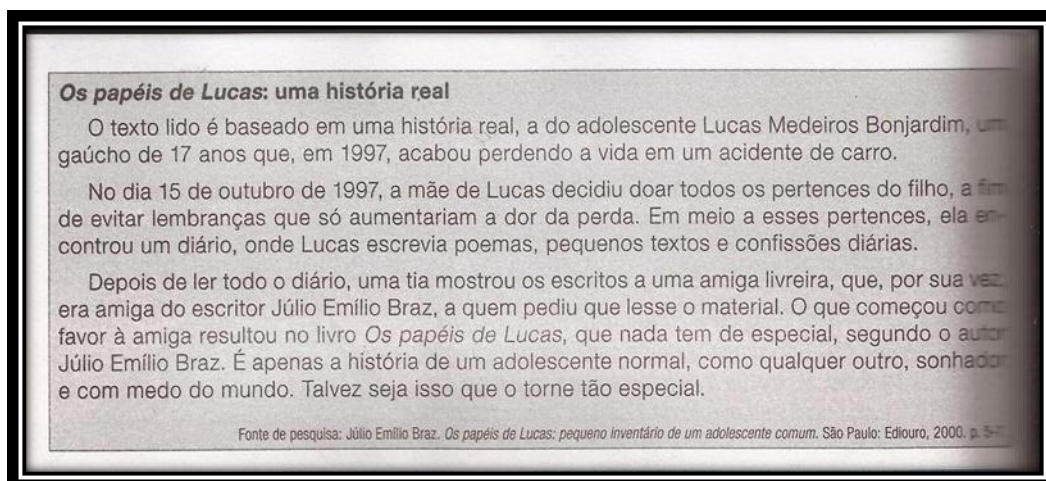 Os papéis de Lucas: uma história real
O texto lido é baseado em uma história real, a do adolescente Lucas Medeiros Bonjardim, um
gaúcho de 17 anos que, em 1997, acabou perdendo a vida em um acidente de carro.
No dia 15 de outubro de 1997, a mãe de Lucas decidiu doar todos os pertences do filho, a fim
de evitar lembranças que só aumentariam a dor da perda. Em meio a esses pertences, ela en-
controu um diário, onde Lucas escrevia poemas, pequenos textos e confissões diárias.
Depois de ler todo o diário, uma tia mostrou os escritos a uma amiga livreira, que, por sua vez,
era amiga do escritor Júlio Emílio Braz, a quem pediu que lesse o material. O que começou como
favor à amiga resultou no livro Os papéis de Lucas, que nada tem de especial, segundo o autor
Júlio Emílio Braz. É apenas a história de um adolescente normal, como qualquer outro, sonhador
e com medo do mundo. Talvez seja isso que o torne tão especial.
Fonte de pesquisa: Júlio Emílio Braz. Os papéis de Lucas: pequeno inventário de um adolescente comum. São Paulo: Ediouro, 2000. p.